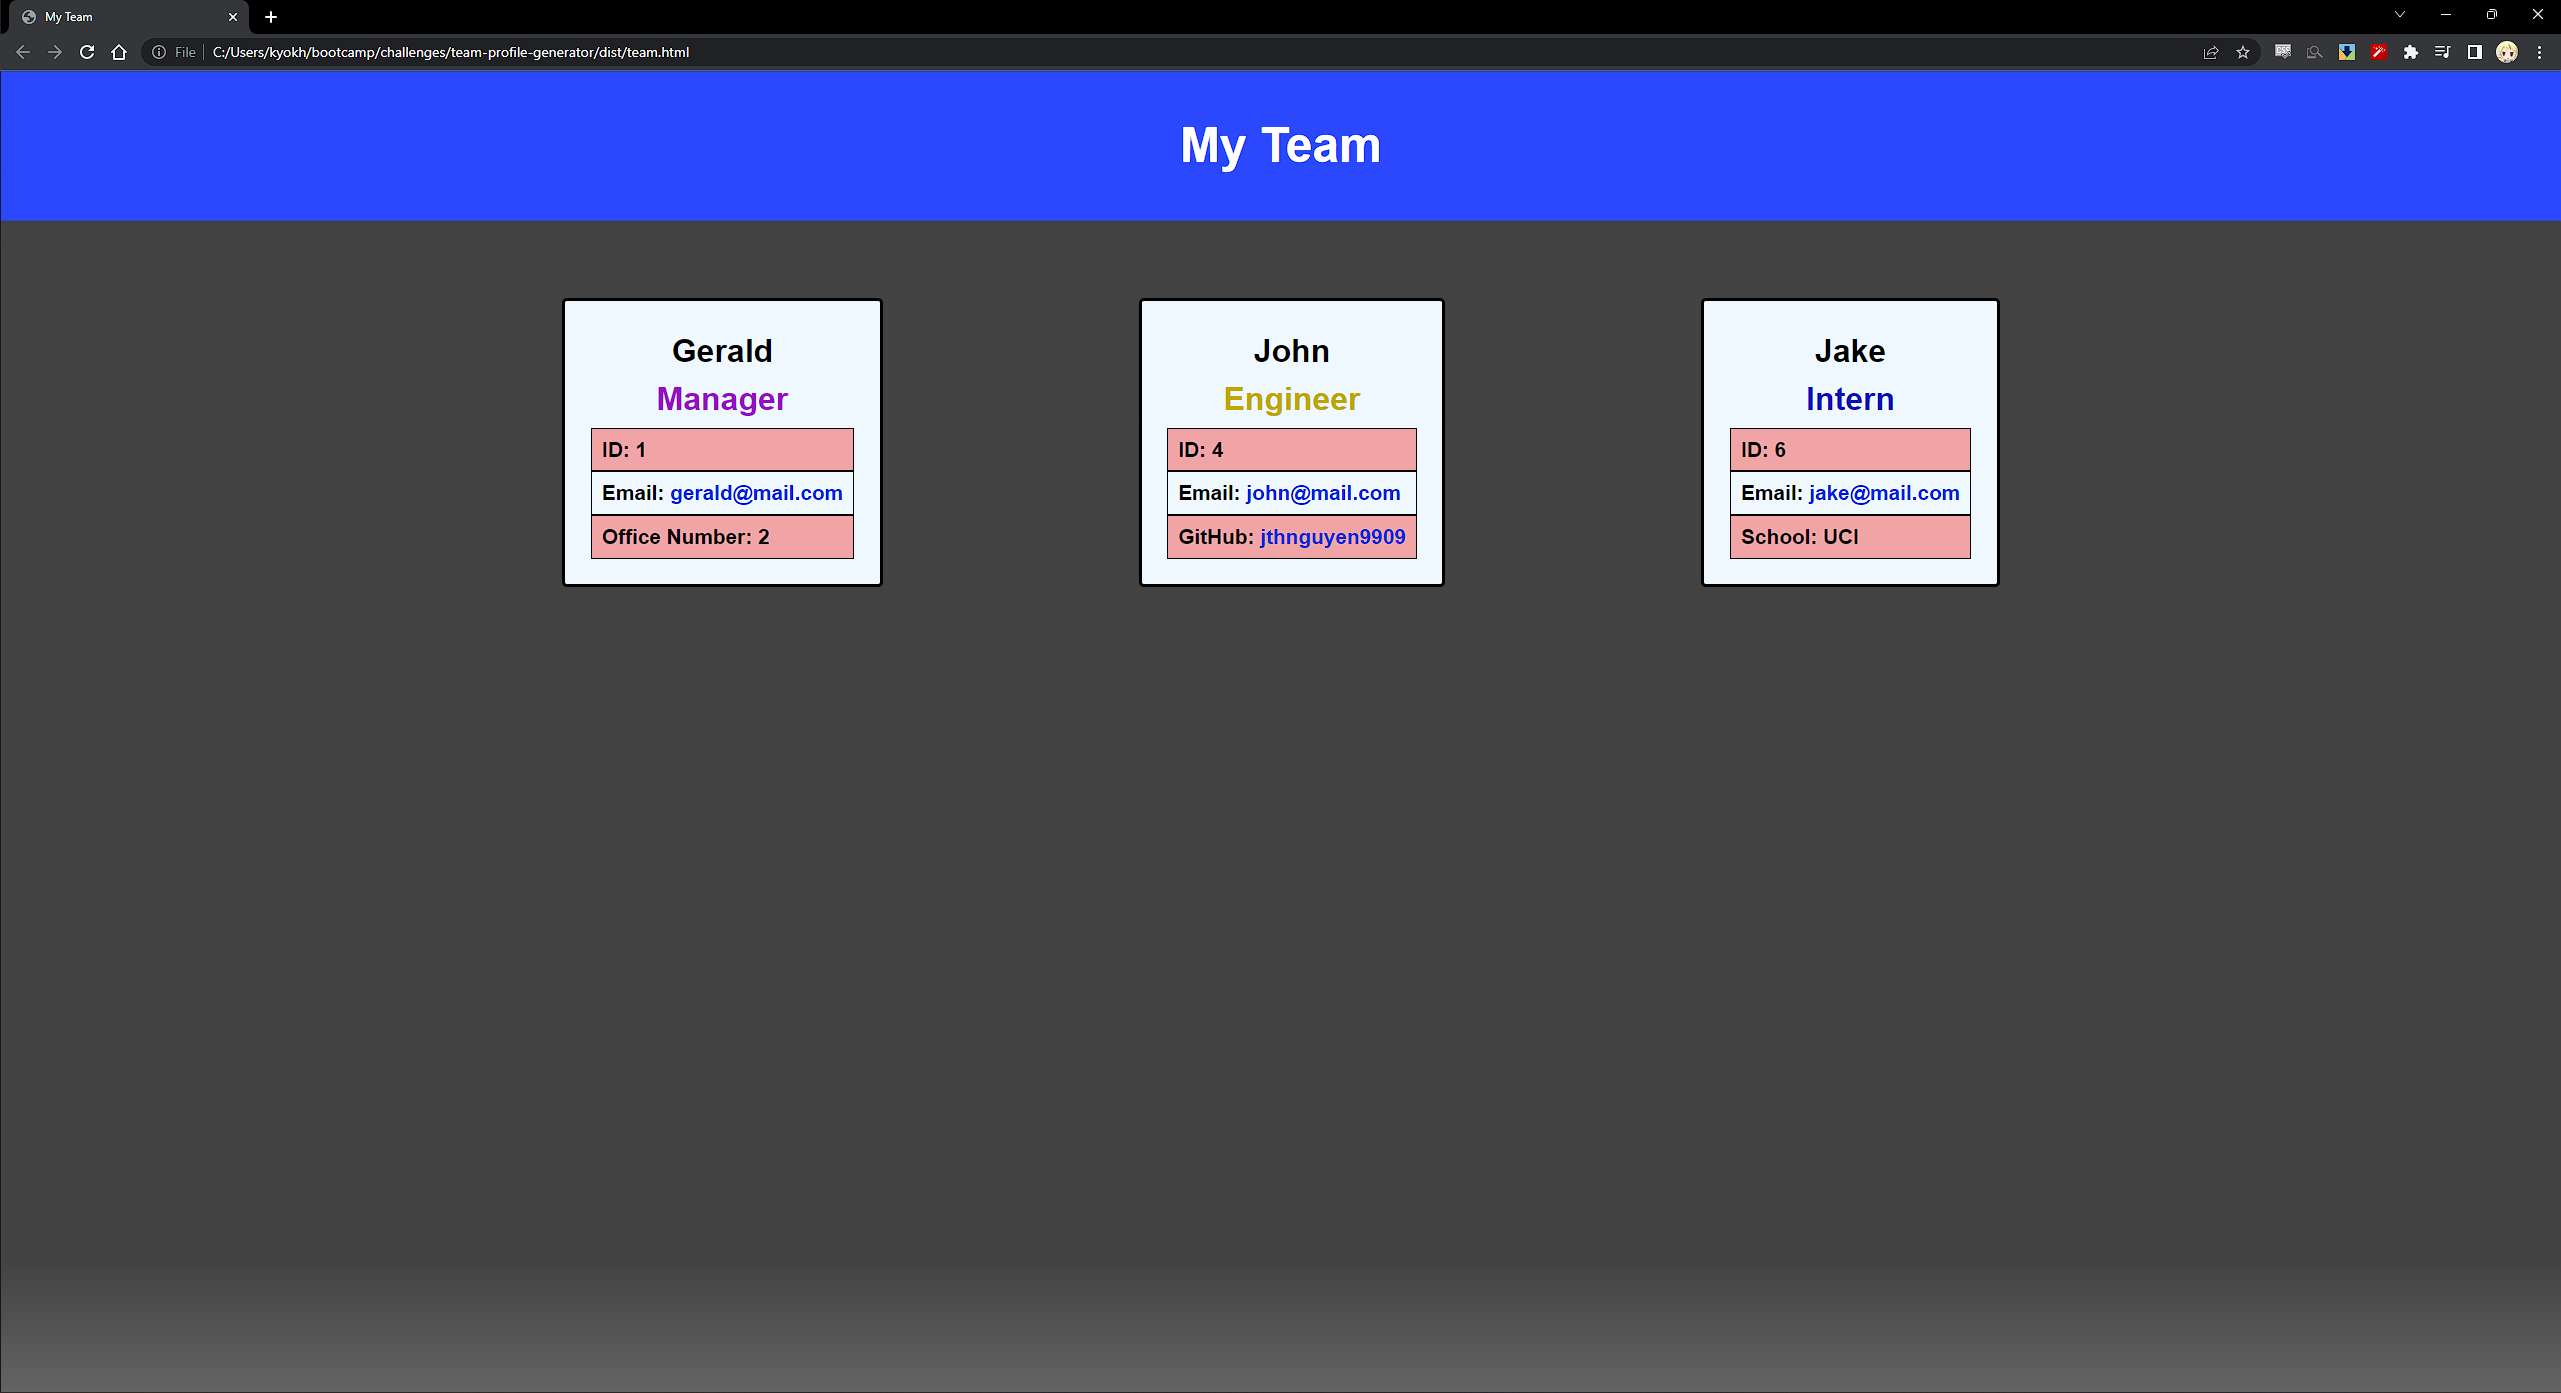 My Team
File
C:/Users/kyokh/bootcamp/challenges/team-profile-generator/dist/team.html
My Team
Gerald
Manager
ID: 1
Email: gerald@mail.com
Office Number: 2
John
Engineer
ID: 4
Email: john@mail.com
GitHub: jthnguyen9909
Jake
Intern
ID: 6
Email: jake@mail.com
School: UCI